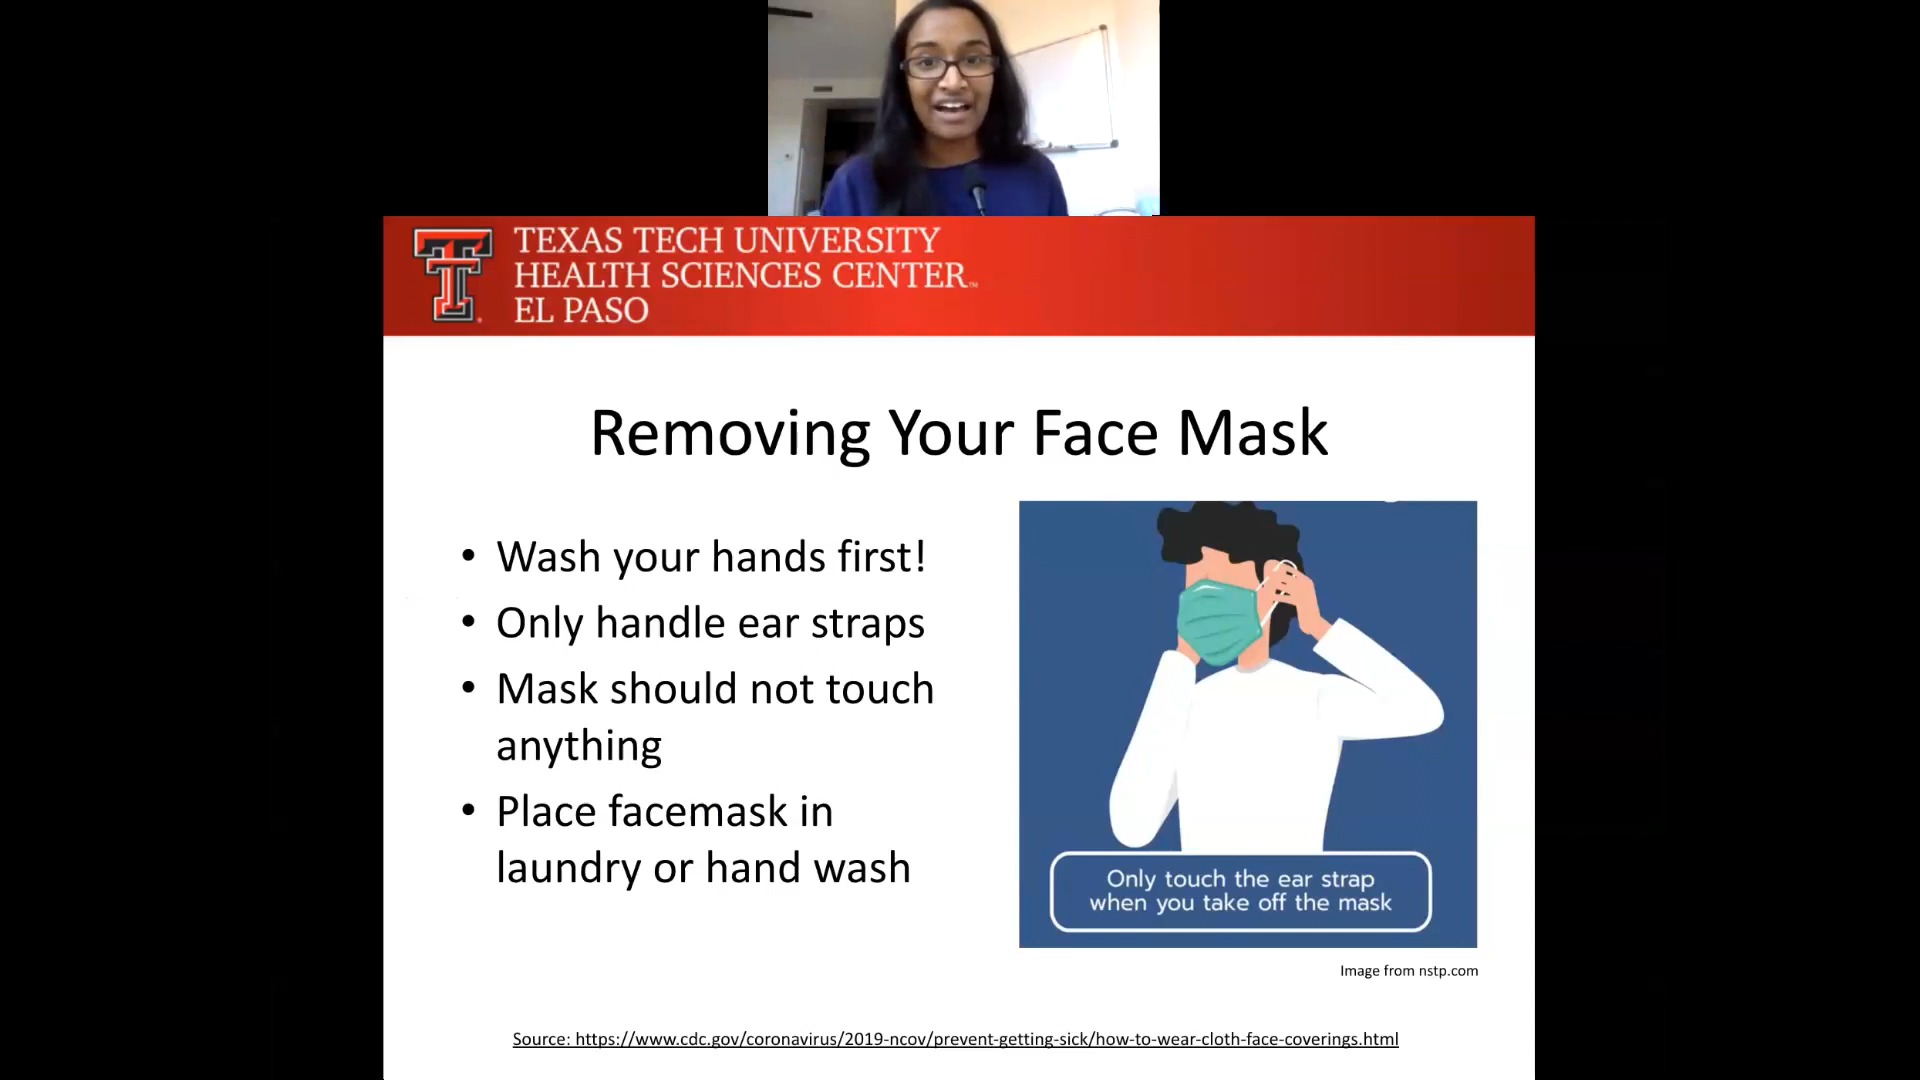 TEXAS TECH UNIVERSITY
HEALTH SCIENCES CENTER™
EL PASO
Removing Your Face Mask
• Wash your hands first!
• Only handle ear straps
• Mask should not touch
anything
• Place facemask in
laundry or hand wash
Only touch the ear strap
when you take off the mask
Image from nstp.com
Source: https://www.cdc.gov/coronavirus/2019-ncov/prevent-getting-sick/how-to-wear-cloth-face-coverings.html